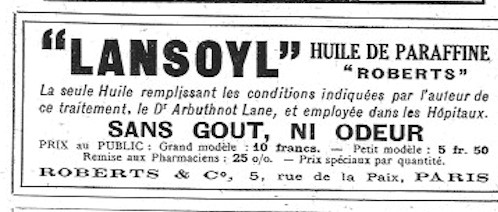 "LANSOYL" HUILE DE PARAFFINE
"ROBERTS"
La seule Huile remplissant les conditions indiquées par l'auteur de
ce traitement, le Dr Arbuthnot Lane, et employée dans les Hôpitaux.
SANS GOUT, NI ODEUR
PRIX au PUBLIC : Grand modèle : 10 francs. — Petit modèle : 5 fr. 50
Remise aux Pharmaciens : 25 o/o. — Prix spéciaux par quantité.
ROBERTS & Co, 5, rue de la Paix, PARIS